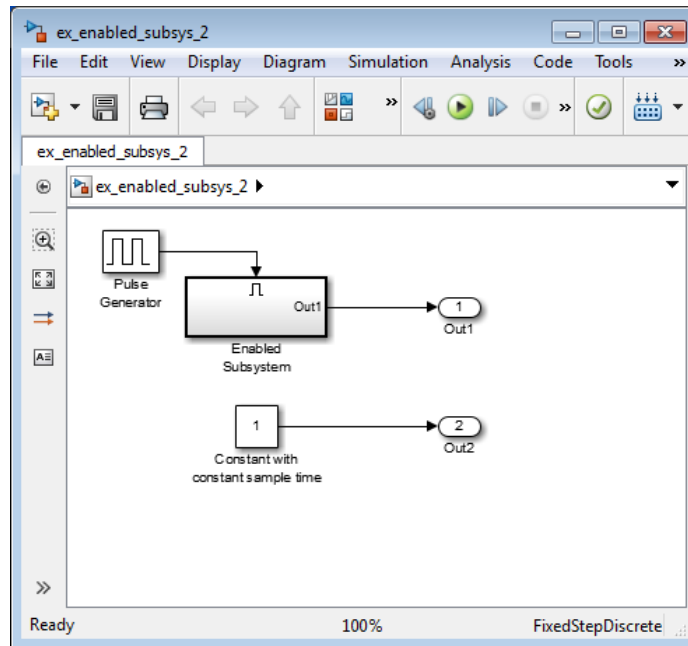 ex_enabled_subsys_2
File Edit View Display Diagram Simulation Analysis Code Tools »
» »
ex_enabled_subsys_2
ex_enabled_subsys_2
Pulse
Generator
Out1
Enabled
Subsystem
1
Out1
1
Constant with
constant sample time
2
Out2
A
»
Ready 100% FixedStepDiscrete